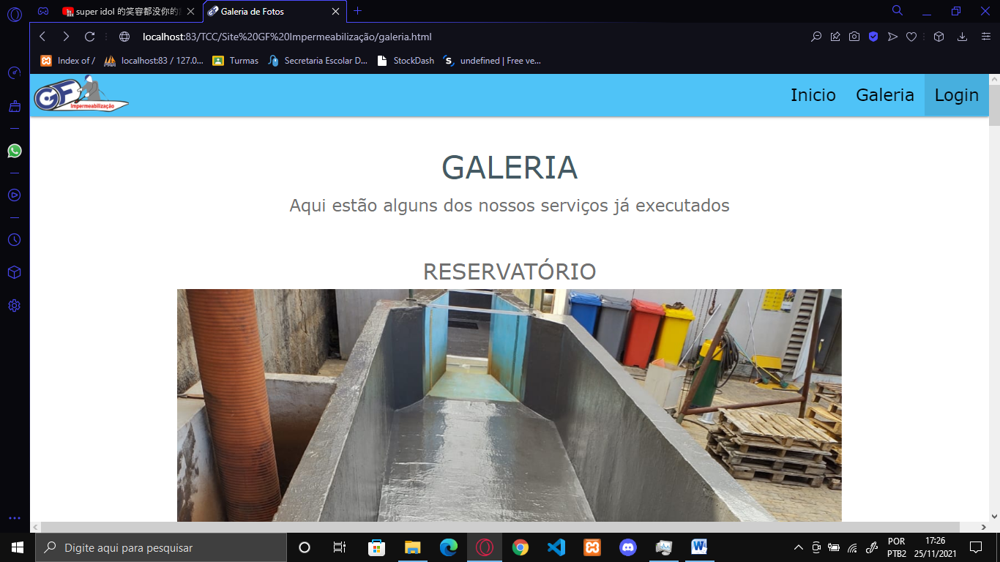 super idol 的笑容都没你的
Galeria de Fotos
localhost:83/TCC/Site%20GF%20Impermeabilização/galeria.html
Index of /
localhost:83 / 127.0...
Turmas
Secretaria Escolar D...
StockDash
undefined | Free ve...
GF
Impermeabilização
Inicio
Galeria
Login
GALERIA
Aqui estão alguns dos nossos serviços já executados
RESERVATÓRIO
Digite aqui para pesquisar
POR
PTB2
17:26
25/11/2021